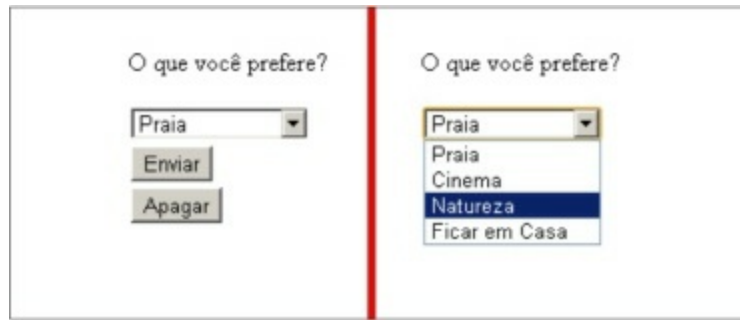 O que você prefere?
Praia
Enviar
Apagar
O que você prefere?
Praia
Praia
Cinema
Natureza
Ficar em Casa